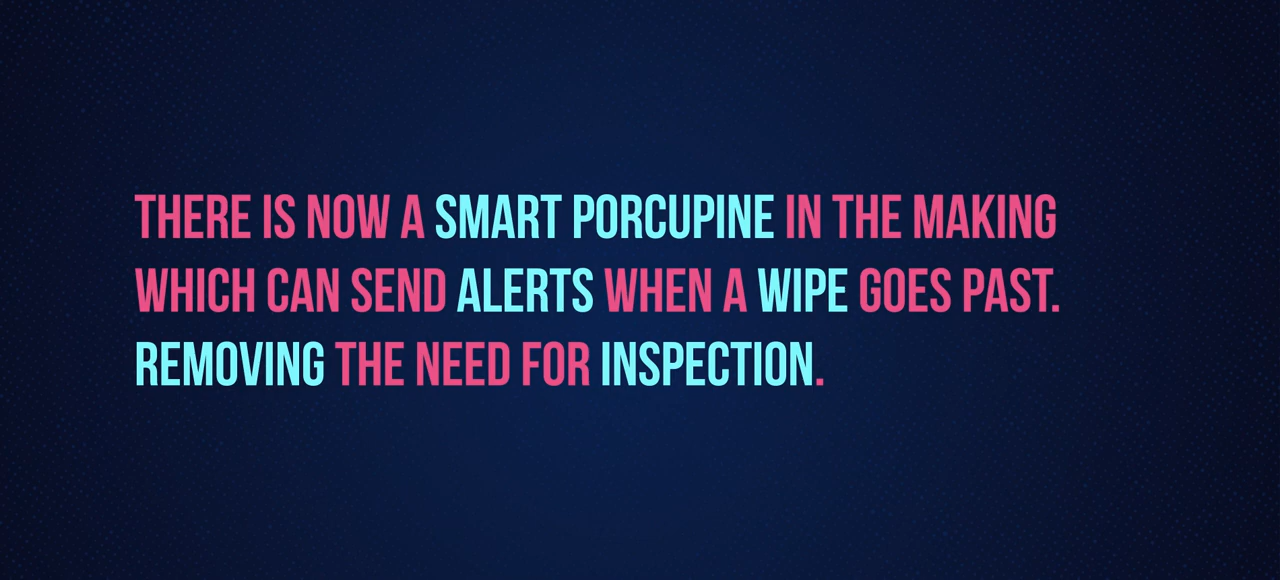 THERE IS NOW A SMART PORCUPINE IN THE MAKING
WHICH CAN SEND ALERTS WHEN A WIPE GOES PAST.
REMOVING THE NEED FOR INSPECTION.